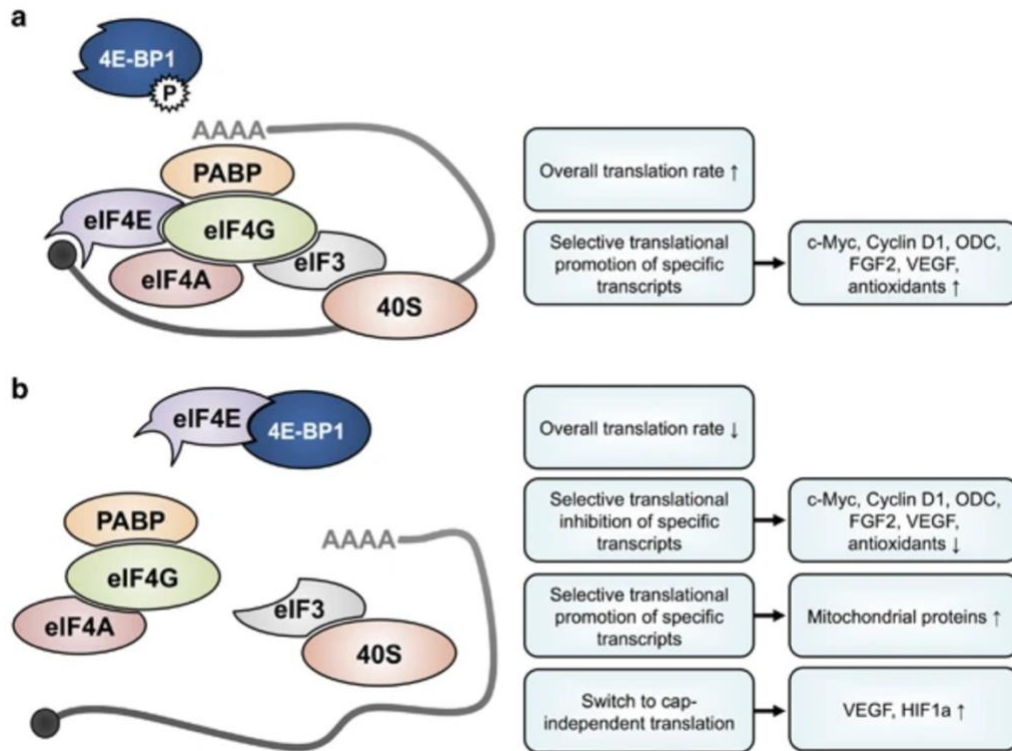 a
4E-BP1
P
AAAA
PABP
eIF4E
eIF4G
eIF4A
eIF3
40S
Overall translation rate ↑
Selective translational
promotion of specific
transcripts
c-Myc, Cyclin D1, ODC,
FGF2, VEGF,
antioxidants ↑
b
eIF4E
4E-BP1
PABP
eIF4G
eIF4A
AAAA
eIF3
40S
Overall translation rate ↓
Selective translational
inhibition of specific
transcripts
c-Myc, Cyclin D1, ODC,
FGF2, VEGF,
antioxidants ↓
Selective translational
promotion of specific
transcripts
Mitochondrial proteins ↑
Switch to cap-
independent translation
VEGF, HIF1a ↑